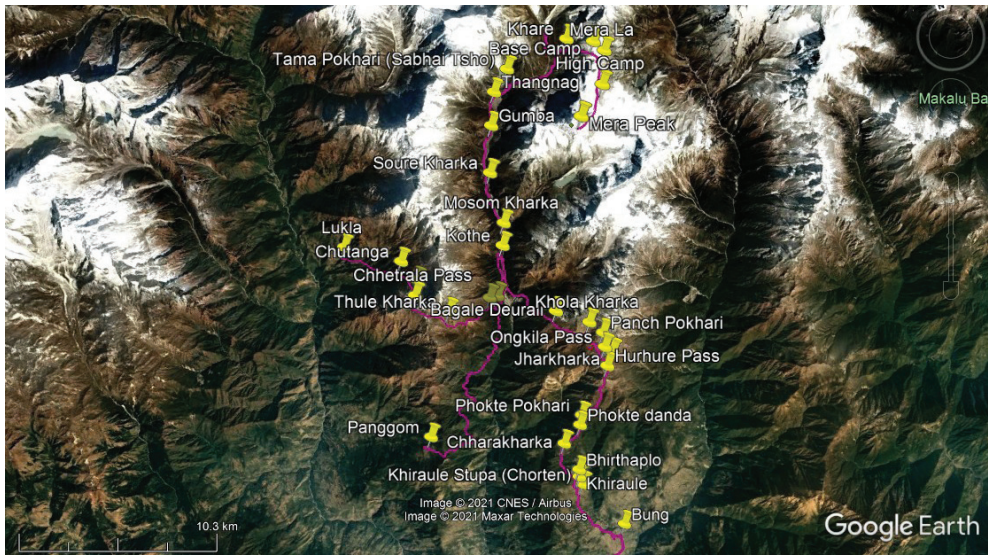 Khare
Mera La
Base Camp
Tama Pokhari (Sabhai Tsho)
High Camp
Thangnag
Makalu Ba
Gumba
Mera Peak
Soure Kharka
Mosom Kharka
Lukla
Kothe
Chutanga
Chhetrala Pass
Thule Kharka
Bagale Deurali
Khola Kharka
Panch Pokhari
Ongkila Pass
Jharkharka
Hurhure Pass
Phokte Pokhari
Phokte danda
Panggom
Chharakharka
Bhirthaplo
Khiraule Stupa (Chorten)
Khiraule
Image © 2021 CNES / Airbus
Image © 2021 Maxar Technologies
Bung
10.3 km
Google Earth